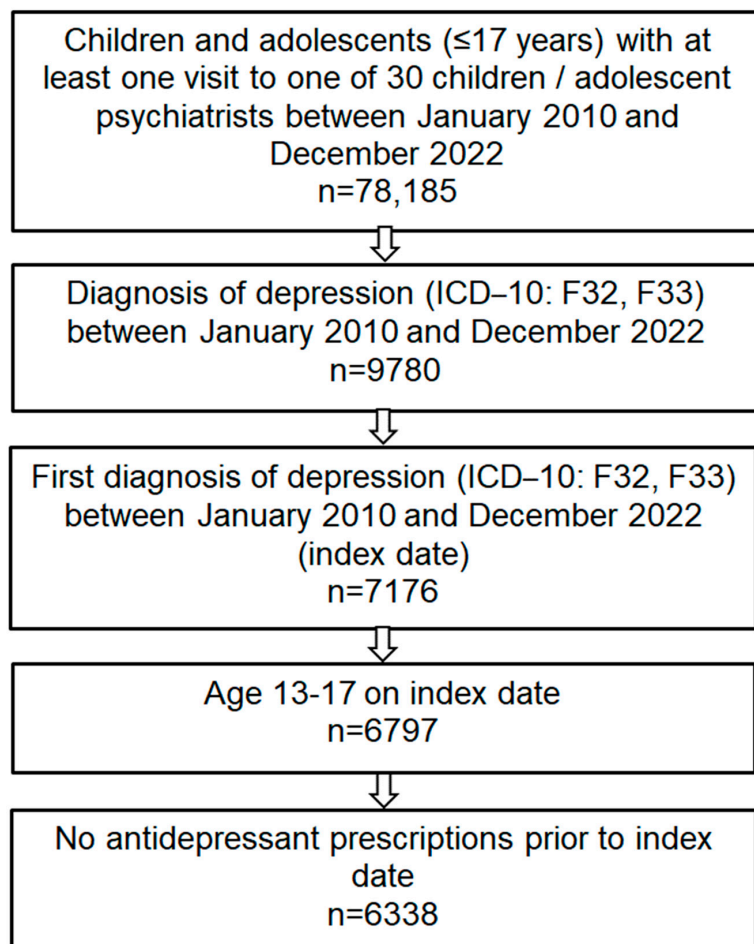 Children and adolescents (≤17 years) with at
least one visit to one of 30 children / adolescent
psychiatrists between January 2010 and
December 2022
n=78,185
Diagnosis of depression (ICD–10: F32, F33)
between January 2010 and December 2022
n=9780
First diagnosis of depression (ICD–10: F32, F33)
between January 2010 and December 2022
(index date)
n=7176
Age 13-17 on index date
n=6797
No antidepressant prescriptions prior to index
date
n=6338